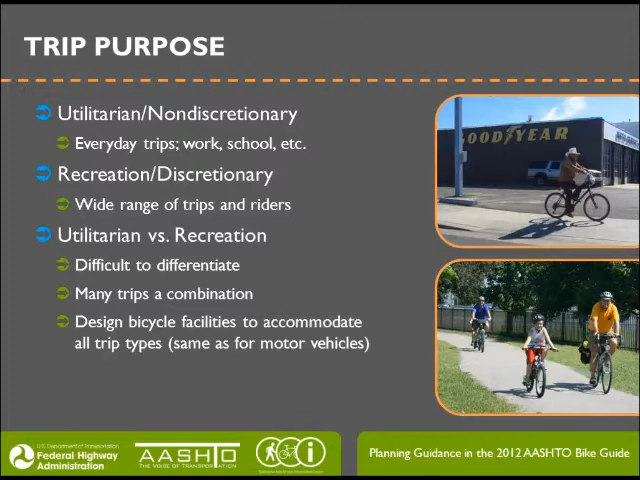 TRIP PURPOSE
Utilitarian/Nondiscretionary
Everyday trips; work, school, etc.
Recreation/Discretionary
Wide range of trips and riders
Utilitarian vs. Recreation
Difficult to differentiate
Many trips a combination
Design bicycle facilities to accommodate
all trip types (same as for motor vehicles)
GOODYEAR
U.S. Department of Transportation
Federal Highway
Administration
AASHTO
THE VOICE OF TRANSPORTATION
Planning Guidance in the 2012 AASHTO Bike Guide